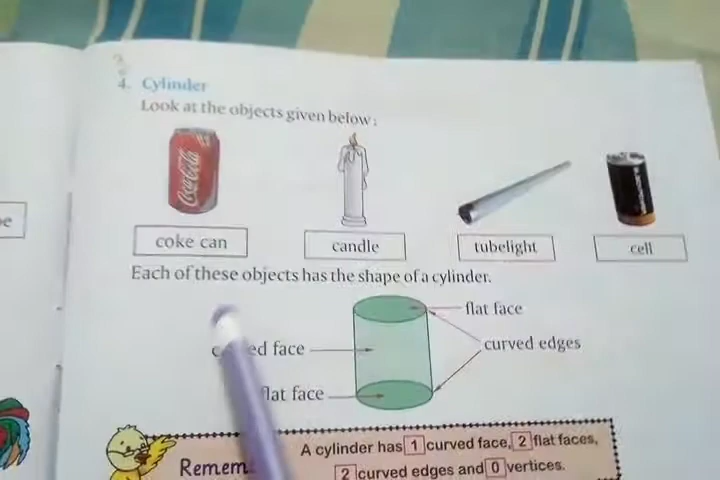 4. Cylinder
Look at the objects given below:
Coca-Cola
coke can
candle
tubelight
cell
Each of these objects has the shape of a cylinder.
flat face
ed face
curved edges
flat face
A cylinder has 1 curved face, 2 flat faces,
Remem
2 curved edges and 0 vertices.